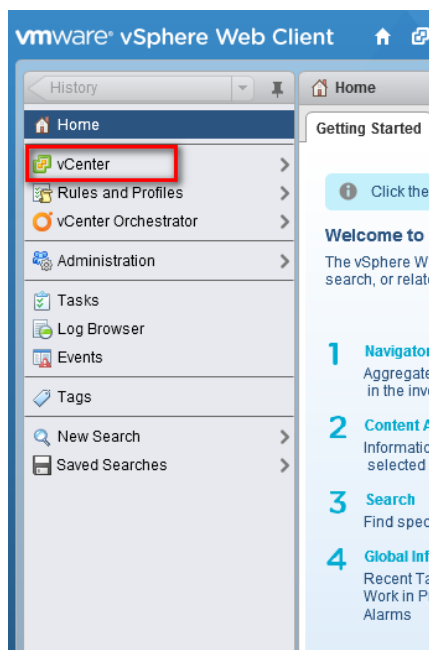 vmware® vSphere Web Client
History
Home
vCenter
Rules and Profiles
vCenter Orchestrator
Administration
Tasks
Log Browser
Events
Tags
New Search
Saved Searches
Home
Getting Started
Click the
Welcome to
The vSphere W
search, or relat
1 Navigator
Aggregate
in the inv
2 Content A
Informatio
selected
3 Search
Find spec
4 Global Inf
Recent Ta
Work in P
Alarms